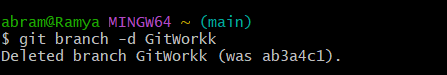 abram@Ramya MINGW64 ~ (main)
$ git branch -d GitWorkk
Deleted branch GitWorkk (was ab3a4c1).